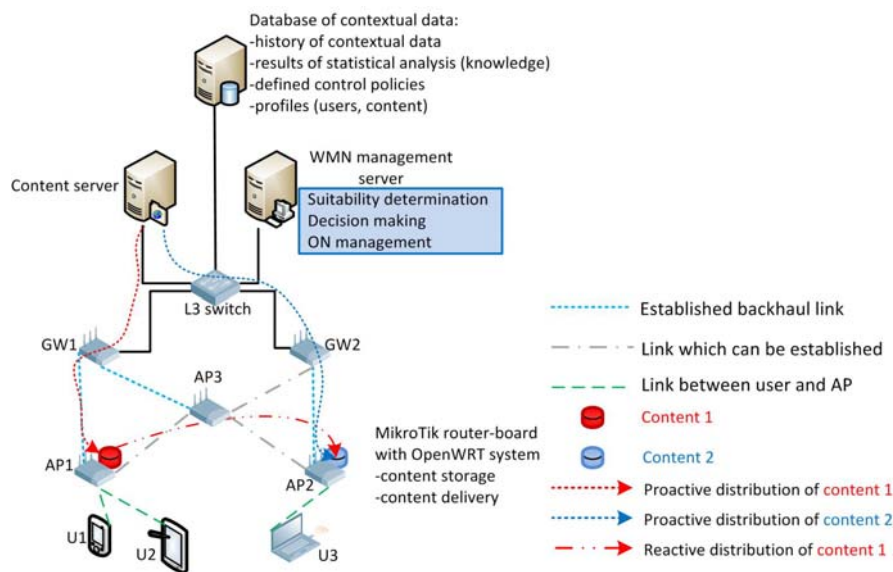 Database of contextual data:
-history of contextual data
-results of statistical analysis (knowledge)
-defined control policies
-profiles (users, content)
WMN management
server
Content server
Suitability determination
Decision making
ON management
L3 switch
GW1
GW2
AP3
AP1
AP2
MikroTik router-board
with OpenWRT system
-content storage
-content delivery
U1
U2
U3
Established backhaul link
Link which can be established
Link between user and AP
Content 1
Content 2
Proactive distribution of content 1
Proactive distribution of content 2
Reactive distribution of content 1